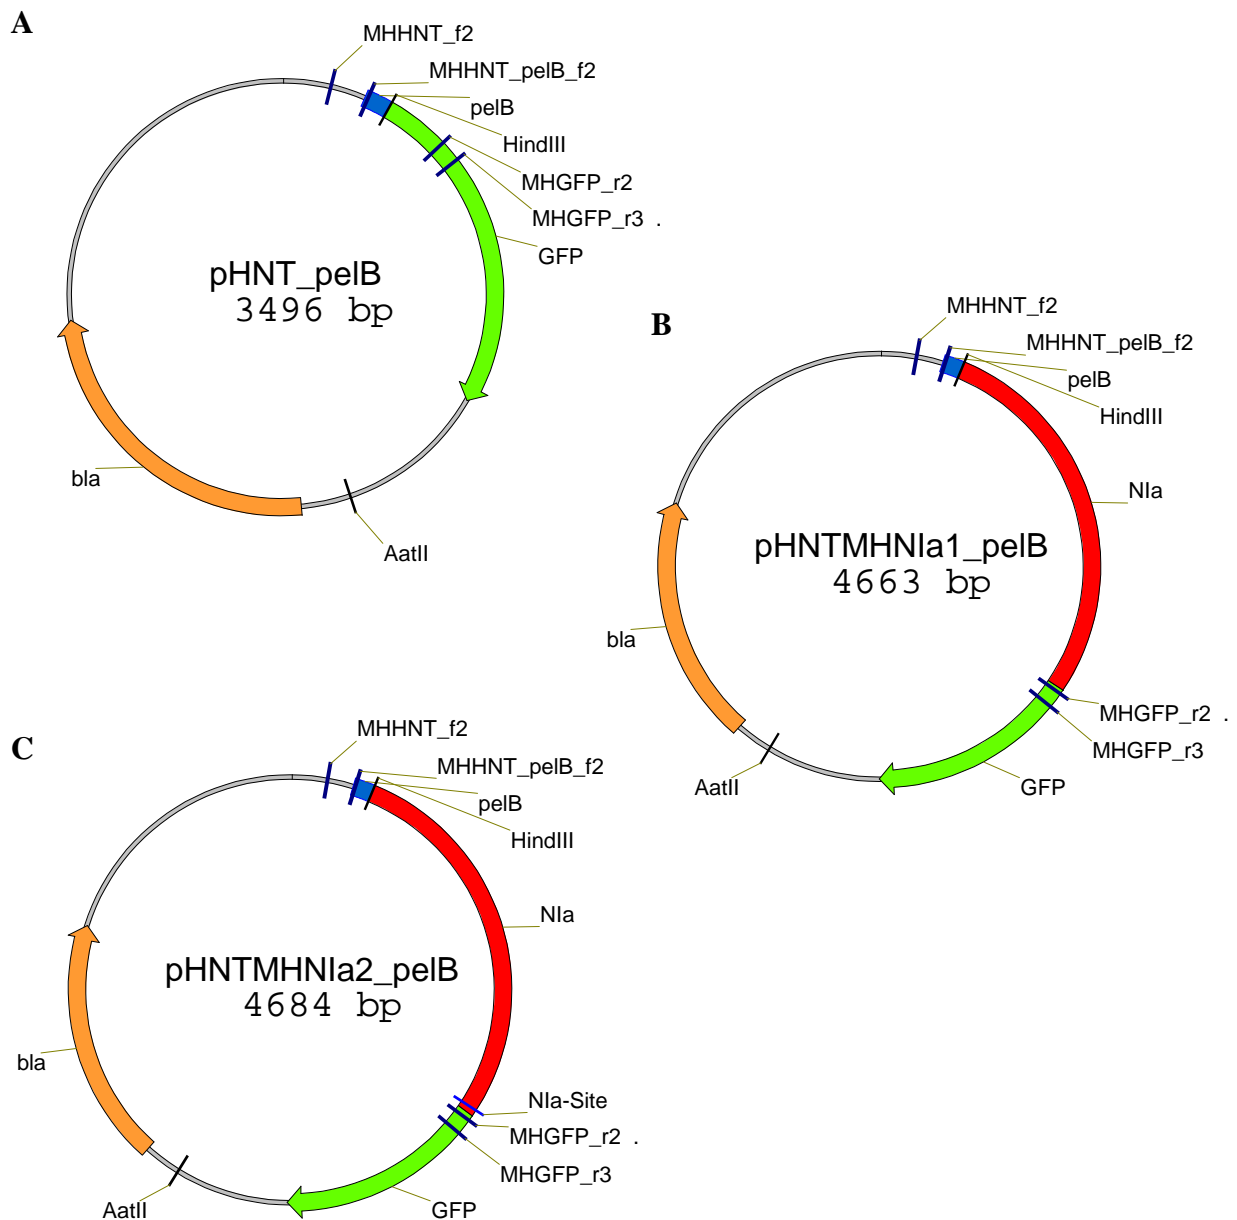 A
MHHNT_f2
MHHNT_pelB_f2
pelB
HindIII
MHGFP_r2
MHGFP_r3 .
GFP
pHNT_pelB
3496 bp
bla
AatII
B
MHHNT_f2
MHHNT_pelB_f2
pelB
HindIII
NIa
pHNTMHNIa1_pelB
4663 bp
bla
MHGFP_r2 .
MHGFP_r3
GFP
AatII
C
MHHNT_f2
MHHNT_pelB_f2
pelB
HindIII
NIa
pHNTMHNIa2_pelB
4684 bp
bla
NIa-Site
MHGFP_r2 .
MHGFP_r3
GFP
AatII